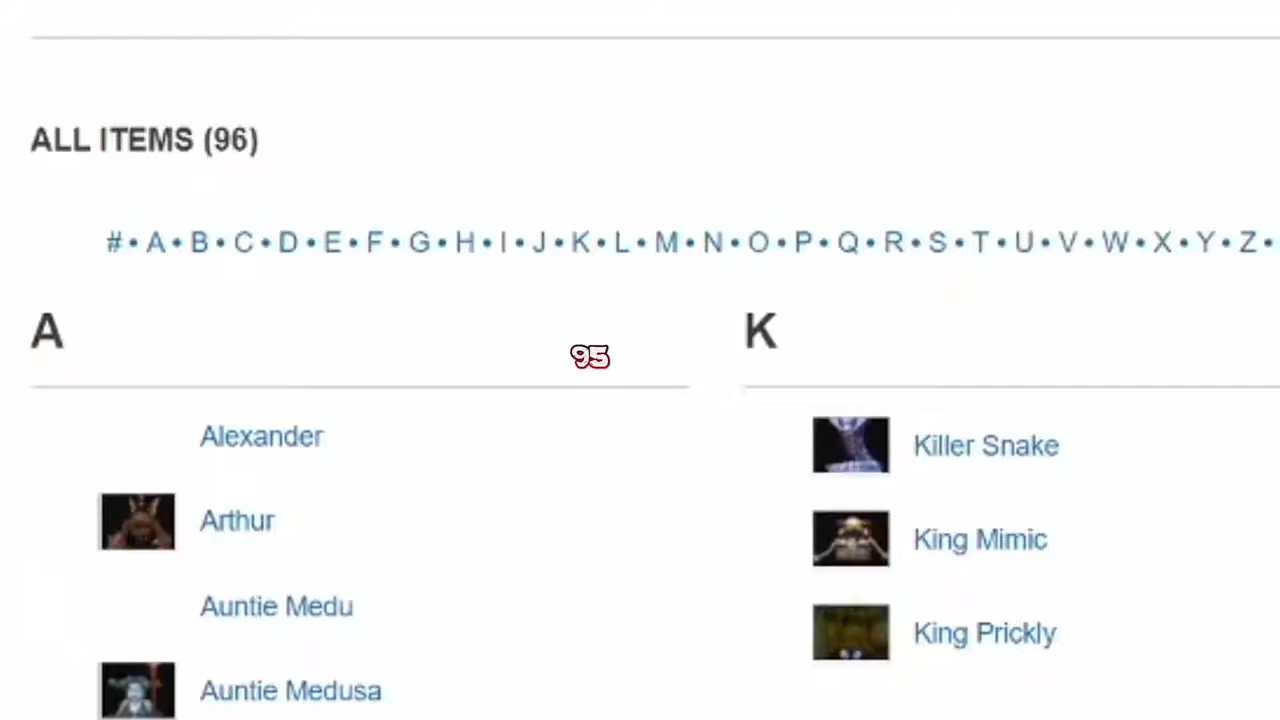 ALL ITEMS (96)
# • A • B • C • D • E • F • G • H • I • J • K • L • M • N • O • P • Q • R • S • T • U • V • W • X • Y • Z •
A
95
Alexander
Arthur
Auntie Medu
Auntie Medusa
K
Killer Snake
King Mimic
King Prickly